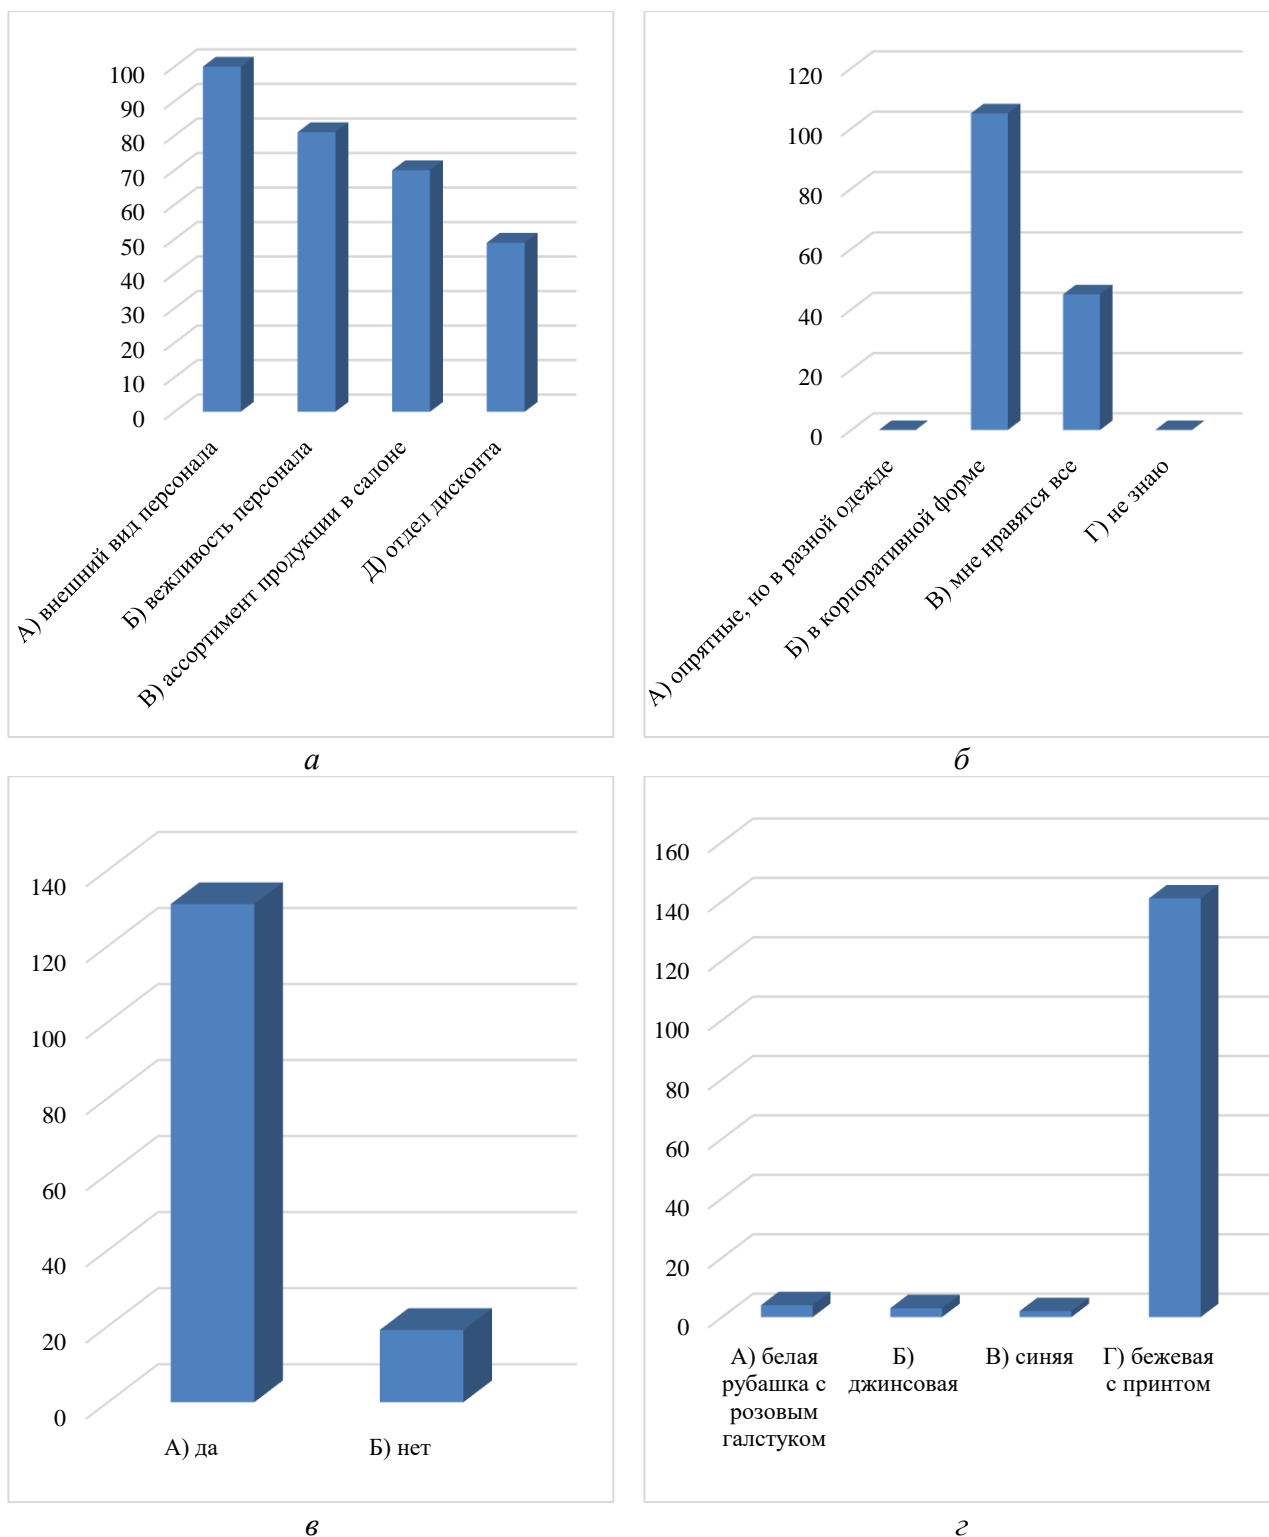 100
90
80
70
60
50
40
30
20
10
0
А) внешний вид персонала
Б) вежливость персонала
В) ассортимент продукции в салоне
Д) отдел дисконта
а
120
100
80
60
40
20
0
А) опрятные, но в разной одежде
Б) в корпоративной форме
В) мне нравятся все
Г) не знаю
б
140
120
100
80
60
40
20
0
А) да
Б) нет
в
160
140
120
100
80
60
40
20
0
А) белая
рубашка с
розовым
галстуком
Б)
джинсовая
В) синяя
Г) бежевая
с принтом
г